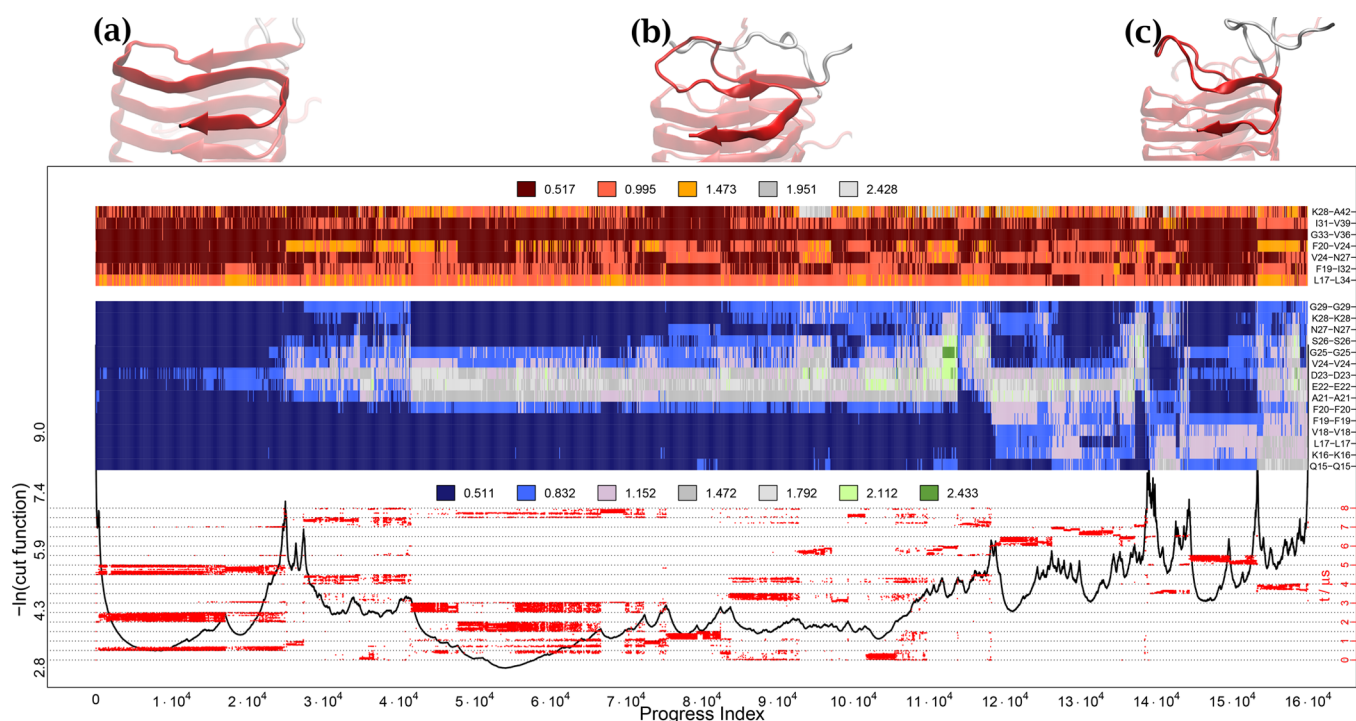 (a)
(b)
(c)
0.517 0.995 1.473 1.951 2.428
K28−A42
I31−V39
G33−V36
F20−V24
V24−N27
F19−I32
L17−L34
G29−G29
K28−K28
N27−N27
S26−S26
G25−G25
V24−V24
D23−D23
E22−E22
A21−A21
F20−F20
F19−F19
V18−V18
L17−L17
K16−K16
Q15−Q15
0.511 0.832 1.152 1.472 1.792 2.112 2.433
−ln(cut function)
9.0
7.4
5.9
4.3
2.8
8
7
6
5
4
3
2
1
0
t / µs
0 1·10⁴ 2·10⁴ 3·10⁴ 4·10⁴ 5·10⁴ 6·10⁴ 7·10⁴ 8·10⁴ 9·10⁴ 10·10⁴ 11·10⁴ 12·10⁴ 13·10⁴ 14·10⁴ 15·10⁴ 16·10⁴
Progress Index